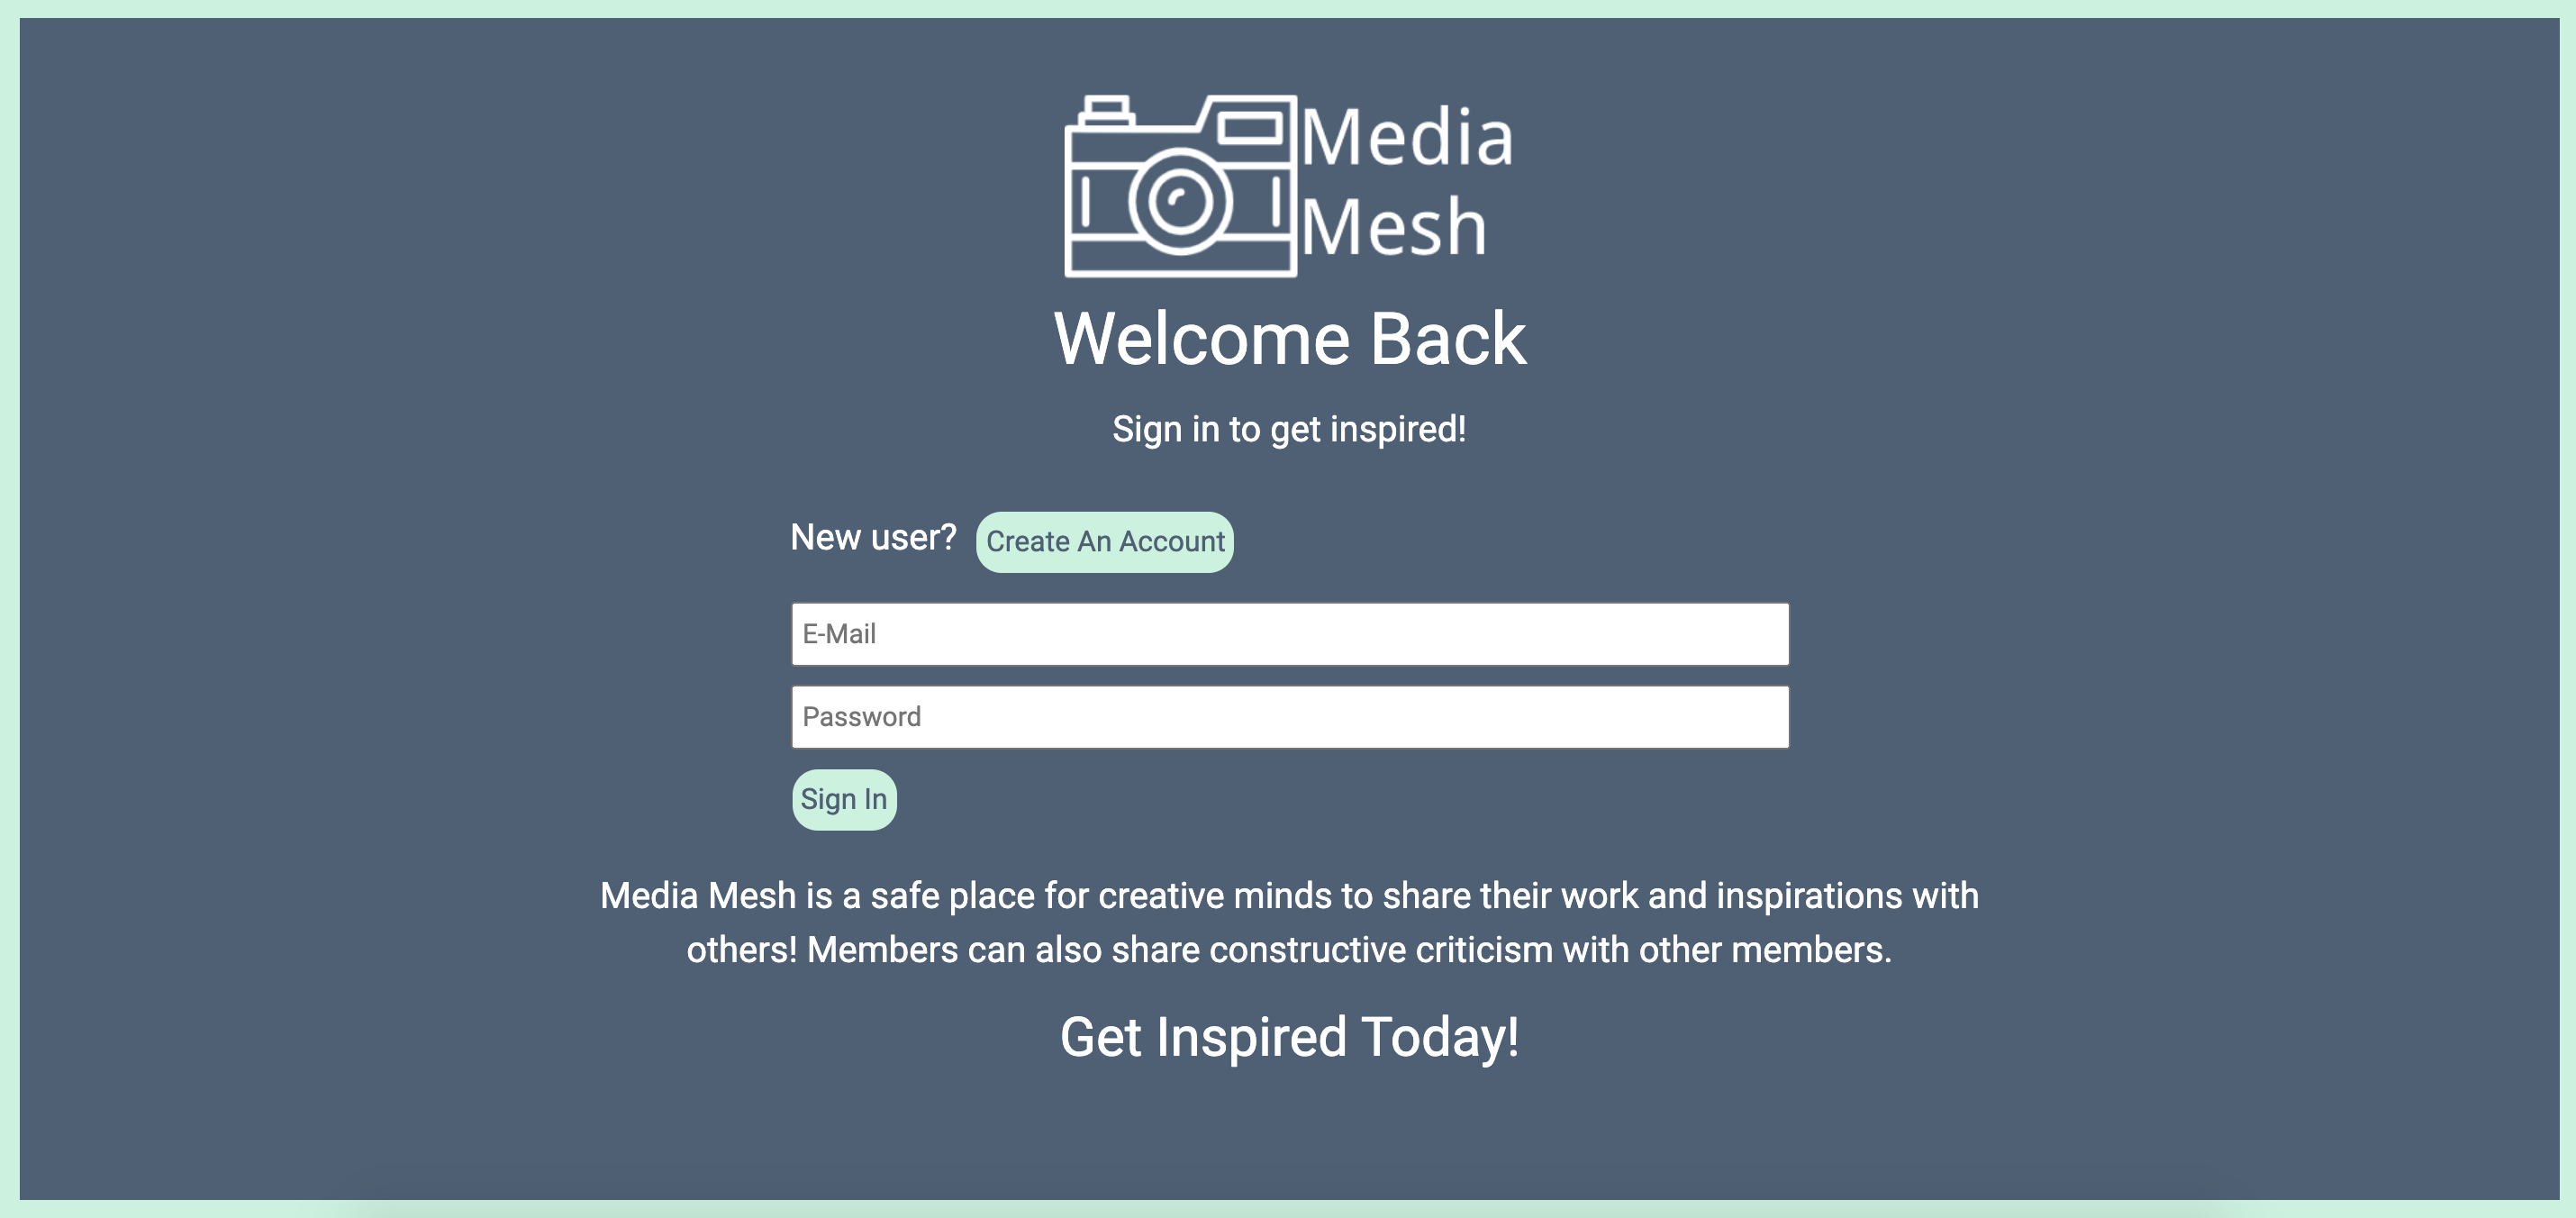 Media
Mesh
Welcome Back
Sign in to get inspired!
New user? Create An Account
E-Mail
Password
Sign In
Media Mesh is a safe place for creative minds to share their work and inspirations with
others! Members can also share constructive criticism with other members.
Get Inspired Today!